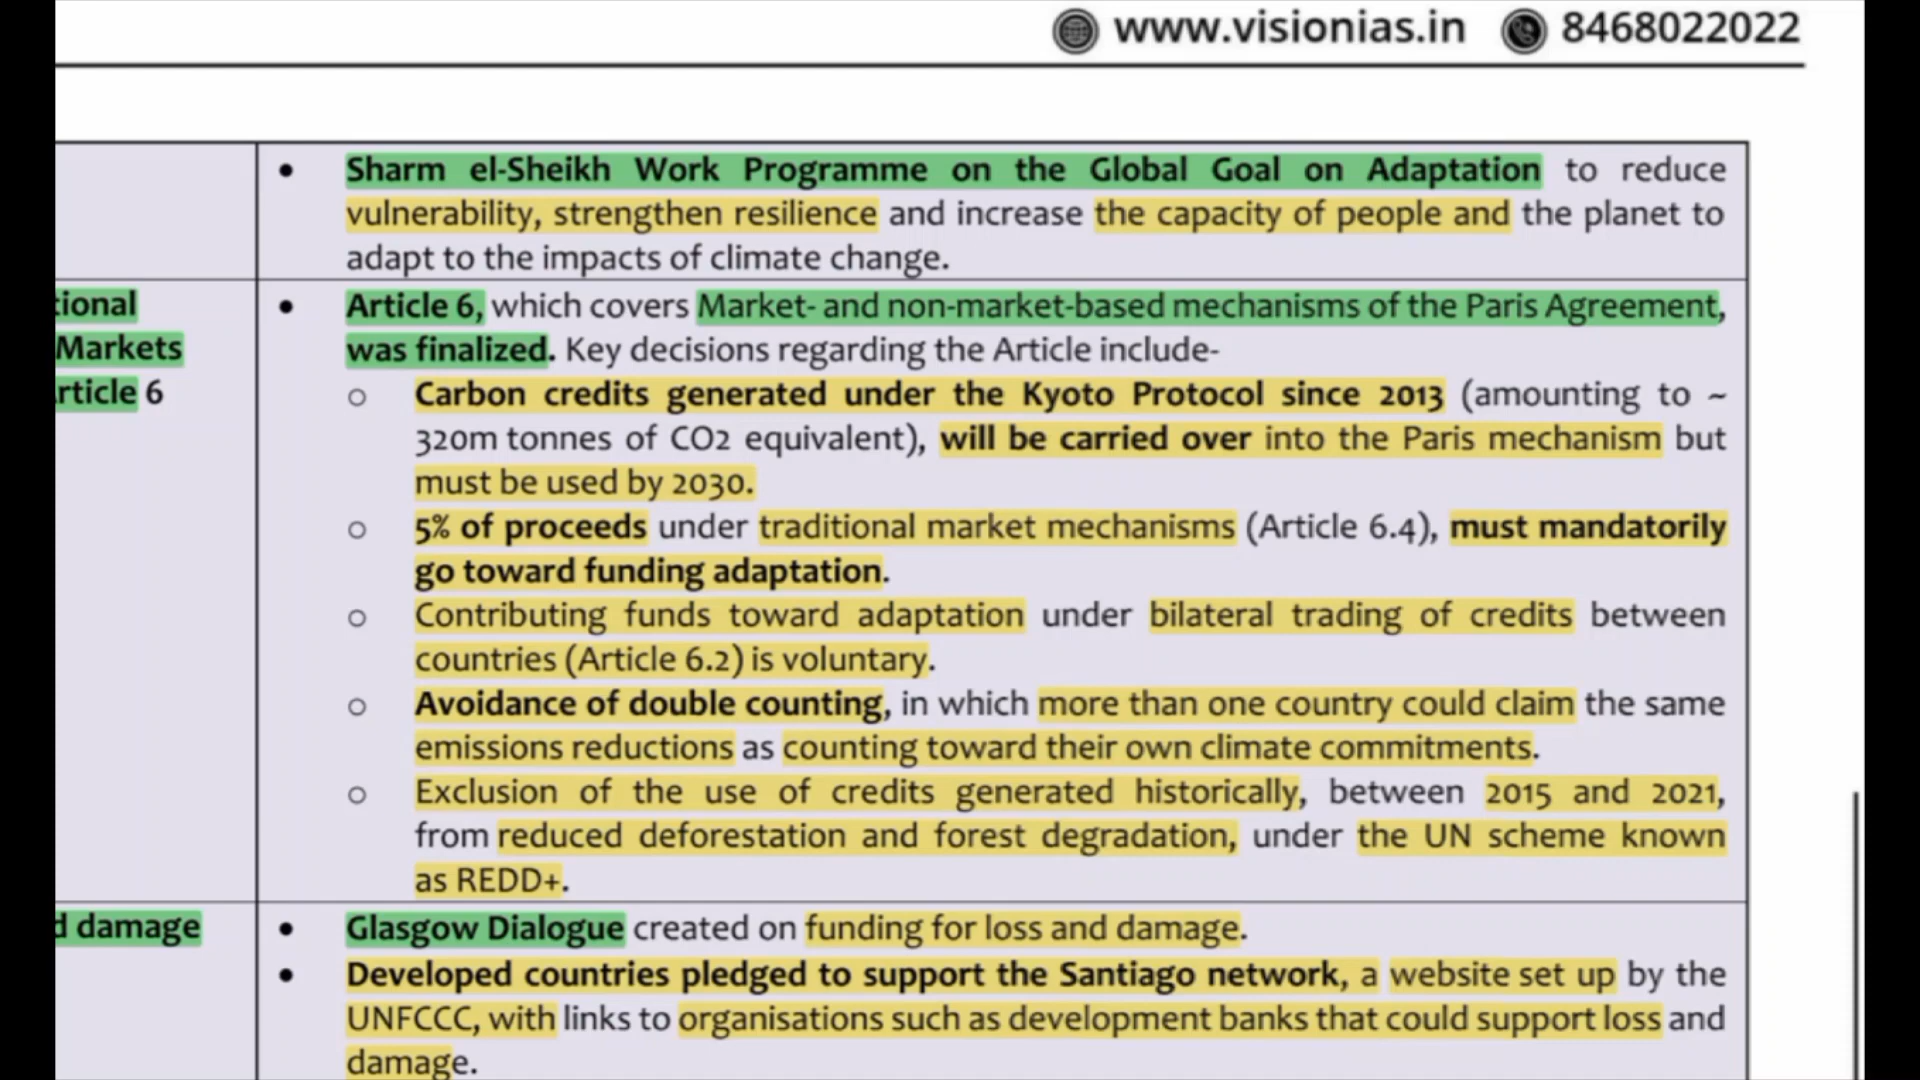 www.visionias.in 8468022022
• Sharm el-Sheikh Work Programme on the Global Goal on Adaptation to reduce
vulnerability, strengthen resilience and increase the capacity of people and the planet to
adapt to the impacts of climate change.
tional
Markets
rticle 6
• Article 6, which covers Market- and non-market-based mechanisms of the Paris Agreement,
was finalized. Key decisions regarding the Article include-
o Carbon credits generated under the Kyoto Protocol since 2013 (amounting to ~
320m tonnes of CO2 equivalent), will be carried over into the Paris mechanism but
must be used by 2030.
o 5% of proceeds under traditional market mechanisms (Article 6.4), must mandatorily
go toward funding adaptation.
o Contributing funds toward adaptation under bilateral trading of credits between
countries (Article 6.2) is voluntary.
o Avoidance of double counting, in which more than one country could claim the same
emissions reductions as counting toward their own climate commitments.
o Exclusion of the use of credits generated historically, between 2015 and 2021,
from reduced deforestation and forest degradation, under the UN scheme known
as REDD+.
d damage
• Glasgow Dialogue created on funding for loss and damage.
• Developed countries pledged to support the Santiago network, a website set up by the
UNFCCC, with links to organisations such as development banks that could support loss and
damage.